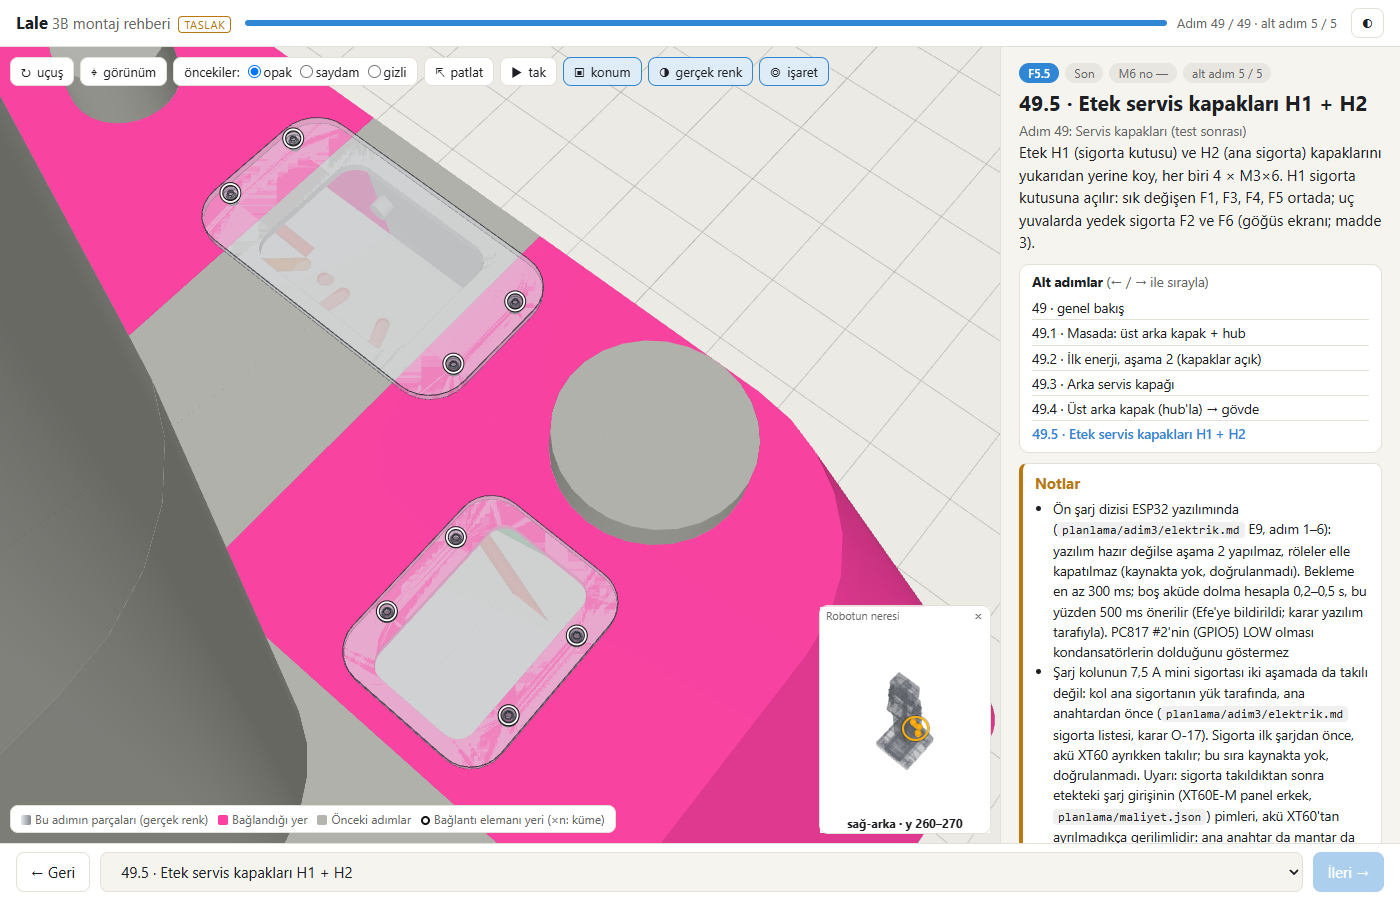 Lale 3B montaj rehberi TASLAK
Adım 49 / 49 · alt adım 5 / 5
↻ uçuş
⌖ görünüm
öncekiler: opak saydam gizli
⇱ patlat
▶ tak
▣ konum
◑ gerçek renk
◎ işaret
Robotun neresi ×
sağ-arka · y 260–270
Bu adımın parçaları (gerçek renk) Bağlandığı yer Önceki adımlar Bağlantı elemanı yeri (×n: küme)
F5.5 Son M6 no — alt adım 5 / 5
49.5 · Etek servis kapakları H1 + H2
Adım 49: Servis kapakları (test sonrası)
Etek H1 (sigorta kutusu) ve H2 (ana sigorta) kapaklarını
yukarıdan yerine koy, her biri 4 × M3×6. H1 sigorta
kutusuna açılır: sık değişen F1, F3, F4, F5 ortada; uç
yuvalarda yedek sigorta F2 ve F6 (göğüs ekranı; madde
3).
Alt adımlar (← / → ile sırayla)
49 · genel bakış
49.1 · Masada: üst arka kapak + hub
49.2 · İlk enerji, aşama 2 (kapaklar açık)
49.3 · Arka servis kapağı
49.4 · Üst arka kapak (hub'la) → gövde
49.5 · Etek servis kapakları H1 + H2
Notlar
• Ön şarj dizisi ESP32 yazılımında
(planlama/adim3/elektrik.md E9, adım 1–6):
yazılım hazır değilse aşama 2 yapılmaz, röleler elle
kapatılmaz (kaynakta yok, doğrulanmadı). Bekleme
en az 300 ms; boş aküde dolma hesapla 0,2–0,5 s, bu
yüzden 500 ms önerilir (Efe'ye bildirildi; karar yazılım
tarafıyla). PC817 #2'nin (GPIO5) LOW olması
kondansatörlerin dolduğunu göstermez
• Şarj kolunun 7,5 A mini sigortası iki aşamada da takılı
değil: kol ana sigortanın yük tarafında, ana
anahtardan önce (planlama/adim3/elektrik.md
sigorta listesi, karar O-17). Sigorta ilk şarjdan önce,
akü XT60 ayrıkken takılır; bu sıra kaynakta yok,
doğrulanmadı. Uyarı: sigorta takıldıktan sonra
etekteki şarj girişinin (XT60E-M panel erkek,
planlama/maliyet.json) pimleri, akü XT60'tan
ayrılmadıkça gerilimlidir: ana anahtar da mantar da
← Geri
49.5 · Etek servis kapakları H1 + H2
İleri →